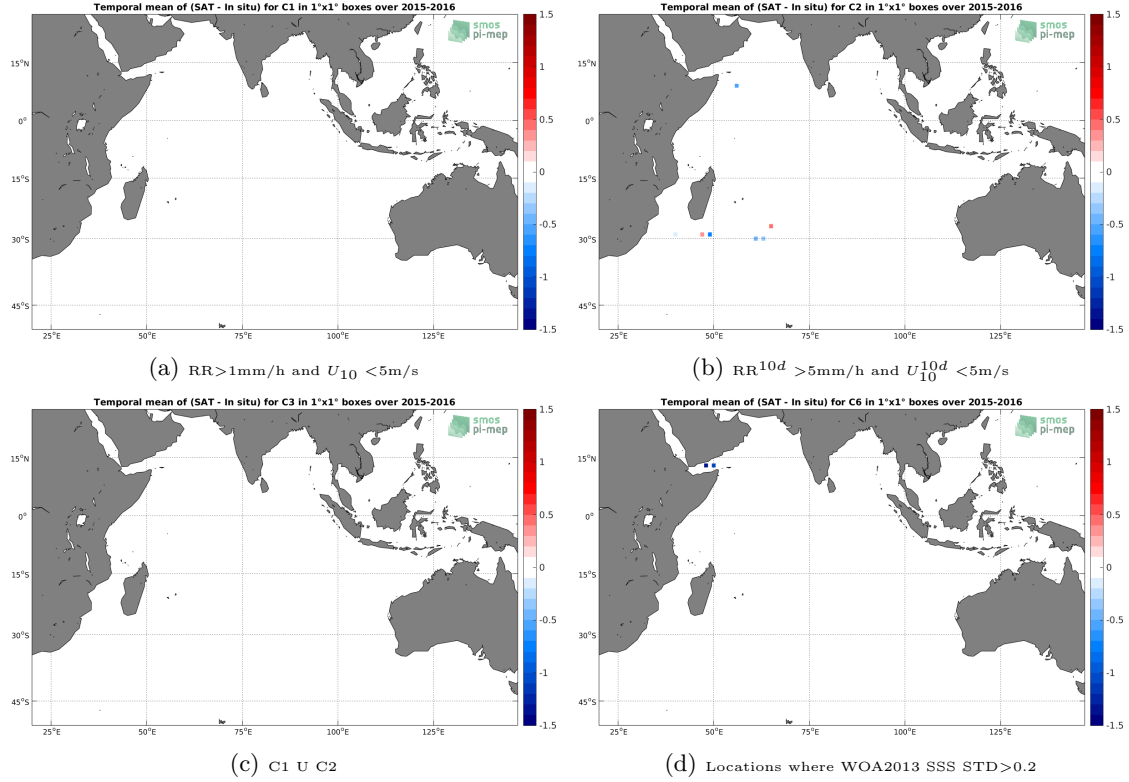 Temporal mean of (SAT - In situ) for C1 in 1°x1° boxes over 2015-2016
smos
pi-mep
15°N
0°
15°S
30°S
45°S
25°E 50°E 75°E 100°E 125°E
1.5
1
0.5
0
-0.5
-1
-1.5
(a) RR>1mm/h and U10 <5m/s
Temporal mean of (SAT - In situ) for C2 in 1°x1° boxes over 2015-2016
smos
pi-mep
15°N
0°
15°S
30°S
45°S
25°E 50°E 75°E 100°E 125°E
1.5
1
0.5
0
-0.5
-1
-1.5
(b) RR10d >5mm/h and U10d10 <5m/s
Temporal mean of (SAT - In situ) for C3 in 1°x1° boxes over 2015-2016
smos
pi-mep
15°N
0°
15°S
30°S
45°S
25°E 50°E 75°E 100°E 125°E
1.5
1
0.5
0
-0.5
-1
-1.5
(c) C1 U C2
Temporal mean of (SAT - In situ) for C6 in 1°x1° boxes over 2015-2016
smos
pi-mep
15°N
0°
15°S
30°S
45°S
25°E 50°E 75°E 100°E 125°E
1.5
1
0.5
0
-0.5
-1
-1.5
(d) Locations where WOA2013 SSS STD>0.2